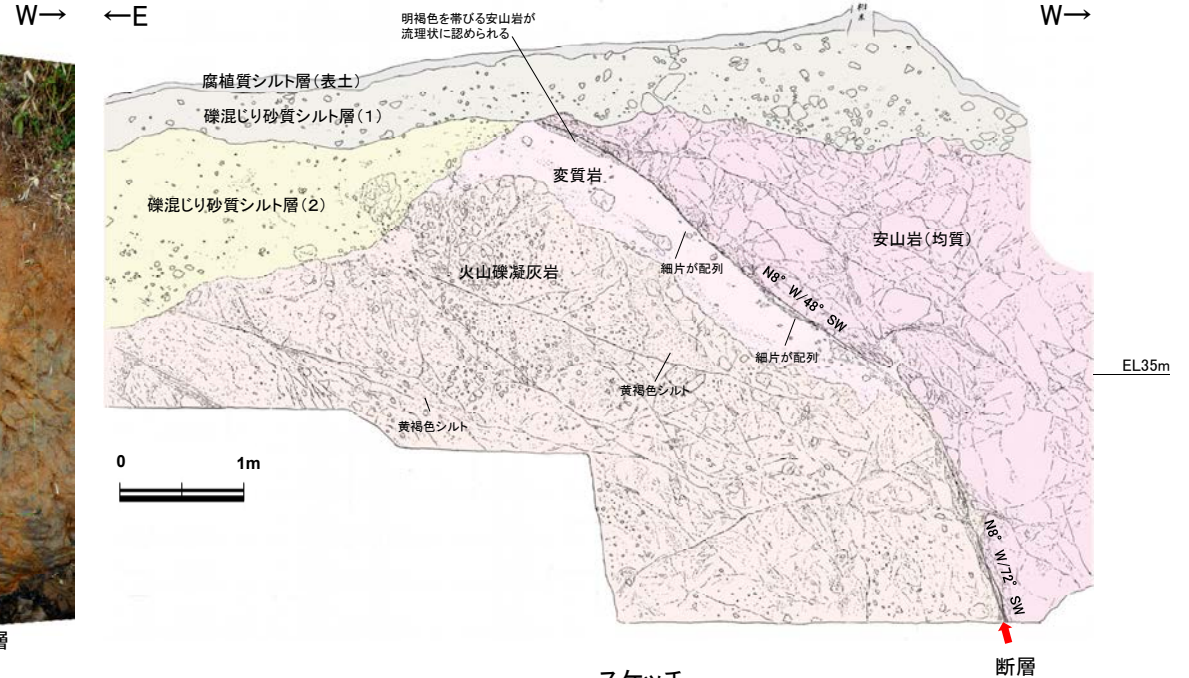 W→
←E
W→
明褐色を帯びる安山岩が
流理状に認められる
腐植質シルト層(表土)
礫混じり砂質シルト層(1)
変質岩
礫混じり砂質シルト層(2)
安山岩(均質)
火山礫凝灰岩
細片が配列
N8° W/48° SW
細片が配列
EL35m
黄褐色シルト
黄褐色シルト
0 1m
N8° W/72° SW
層
断層
スケッチ